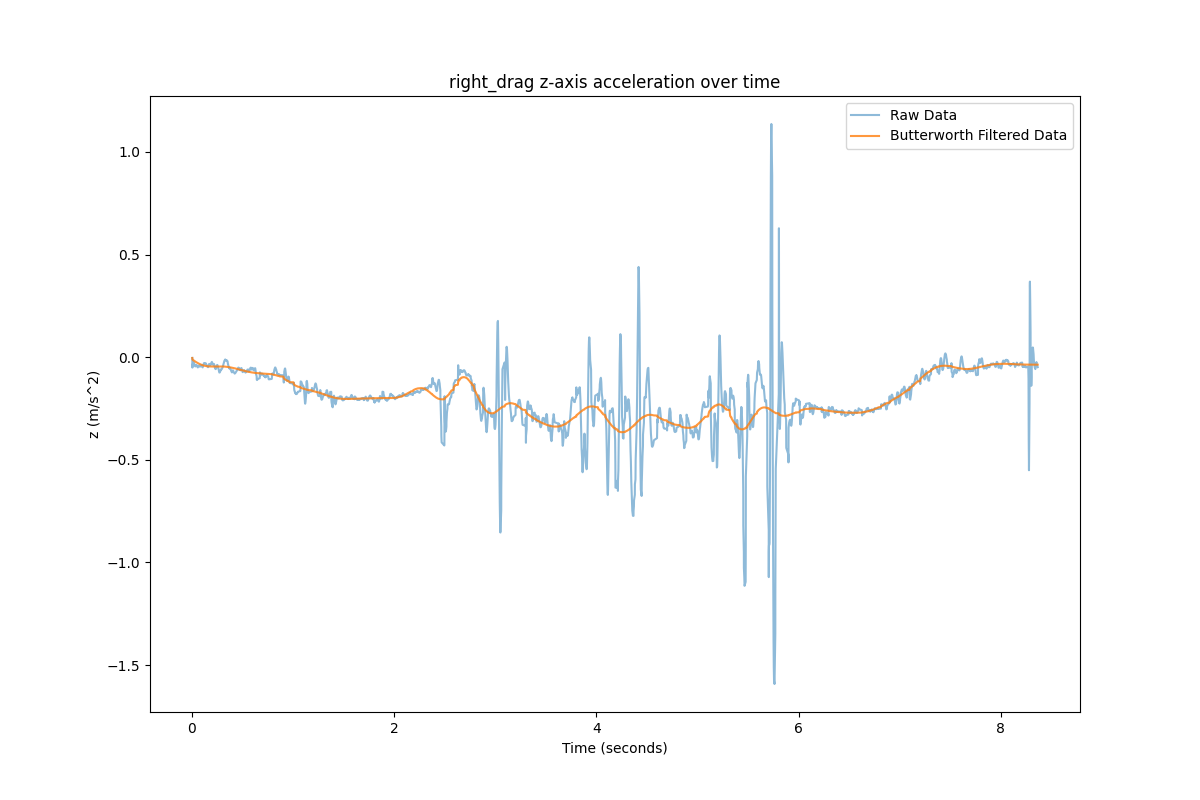 right_drag z-axis acceleration over time
Raw Data
Butterworth Filtered Data
1.0
0.5
0.0
−0.5
−1.0
−1.5
z (m/s^2)
0 2 4 6 8
Time (seconds)